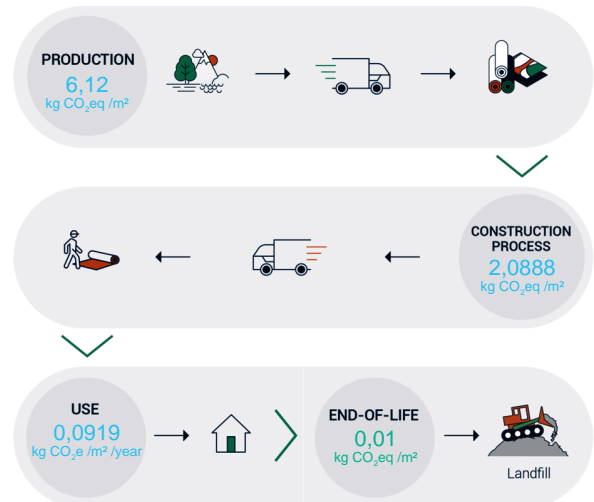 PRODUCTION
6,12
kg CO₂eq /m²
CONSTRUCTION
PROCESS
2,0888
kg CO₂eq /m²
USE
0,0919
kg CO₂e /m² /year
END-OF-LIFE
0,01
kg CO₂eq /m²
Landfill